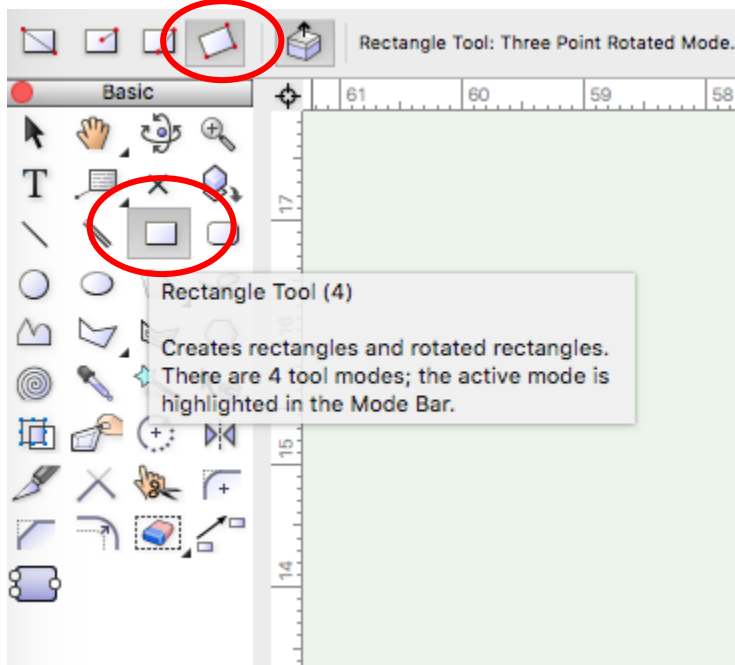 Rectangle Tool: Three Point Rotated Mode.
Basic
61 60 59 58
17
T
Rectangle Tool (4)
16
Creates rectangles and rotated rectangles.
There are 4 tool modes; the active mode is
highlighted in the Mode Bar.
15
14